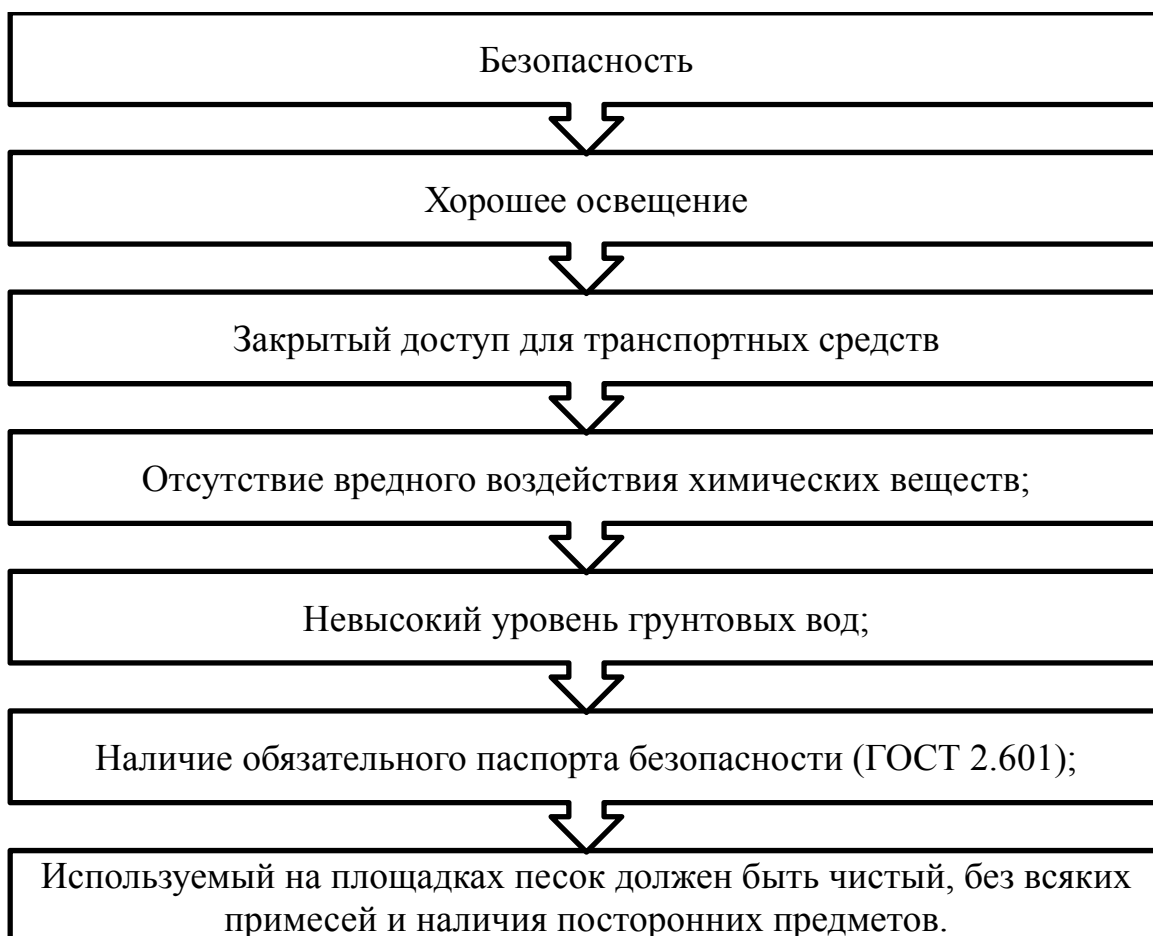 Безопасность
Хорошее освещение
Закрытый доступ для транспортных средств
Отсутствие вредного воздействия химических веществ;
Невысокий уровень грунтовых вод;
Наличие обязательного паспорта безопасности (ГОСТ 2.601);
Используемый на площадках песок должен быть чистый, без всяких
примесей и наличия посторонних предметов.